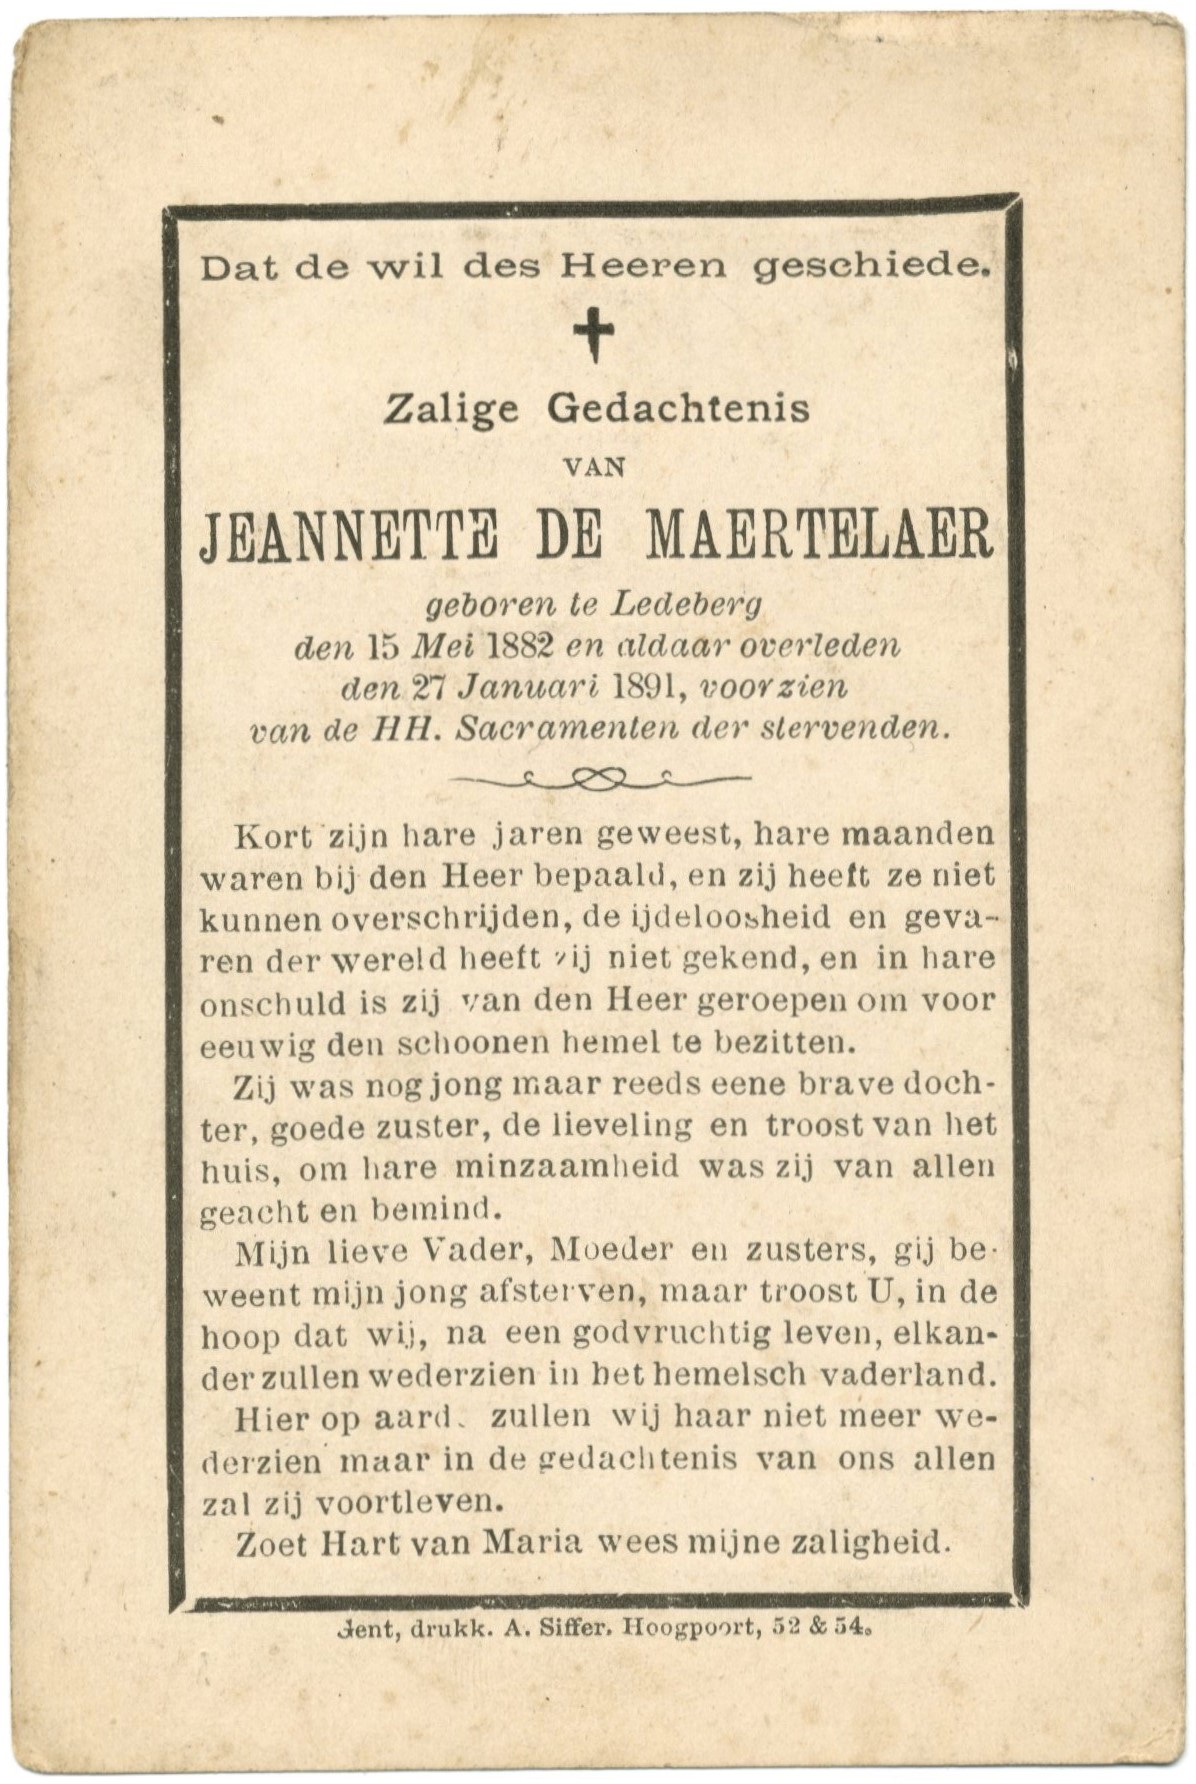 Dat de wil des Heeren geschiede.
Zalige Gedachtenis
VAN
JEANNETTE DE MAERTELAER
geboren te Ledeberg
den 15 Mei 1882 en aldaar overleden
den 27 Januari 1891, voorzien
van de HH. Sacramenten der stervenden.
Kort zijn hare jaren geweest, hare maanden
waren bij den Heer bepaald, en zij heeft ze niet
kunnen overschrijden, de ijdeloosheid en geva-
ren der wereld heeft zij niet gekend, en in hare
onschuld is zij van den Heer geroepen om voor
eeuwig den schoonen hemel te bezitten.
Zij was nog jong maar reeds eene brave doch-
ter, goede zuster, de lieveling en troost van het
huis, om hare minzaamheid was zij van allen
geacht en bemind.
Mijn lieve Vader, Moeder en zusters, gij be-
weent mijn jong afsterven, maar troost U, in de
hoop dat wij, na een godvruchtig leven, elkan-
der zullen wederzien in het hemelsch vaderland.
Hier op aarde zullen wij haar niet meer we-
derzien maar in de gedachtenis van ons allen
zal zij voortleven.
Zoet Hart van Maria wees mijne zaligheid.
Gent, drukk. A. Siffer, Hoogpoort, 52 & 54.